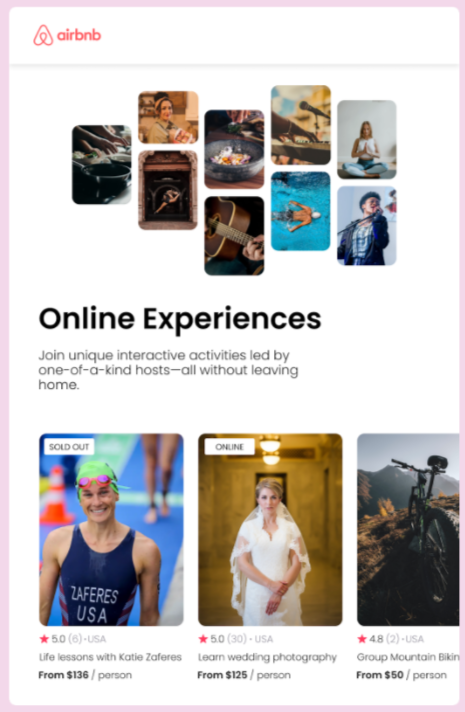 airbnb
Online Experiences
Join unique interactive activities led by
one-of-a-kind hosts—all without leaving
home.
SOLD OUT
ONLINE
ZAFERES
USA
5.0 (6) • USA
5.0 (30) • USA
4.8 (2) • USA
Life lessons with Katie Zaferes
Learn wedding photography
Group Mountain Bikin
From $136 / person
From $125 / person
From $50 / person